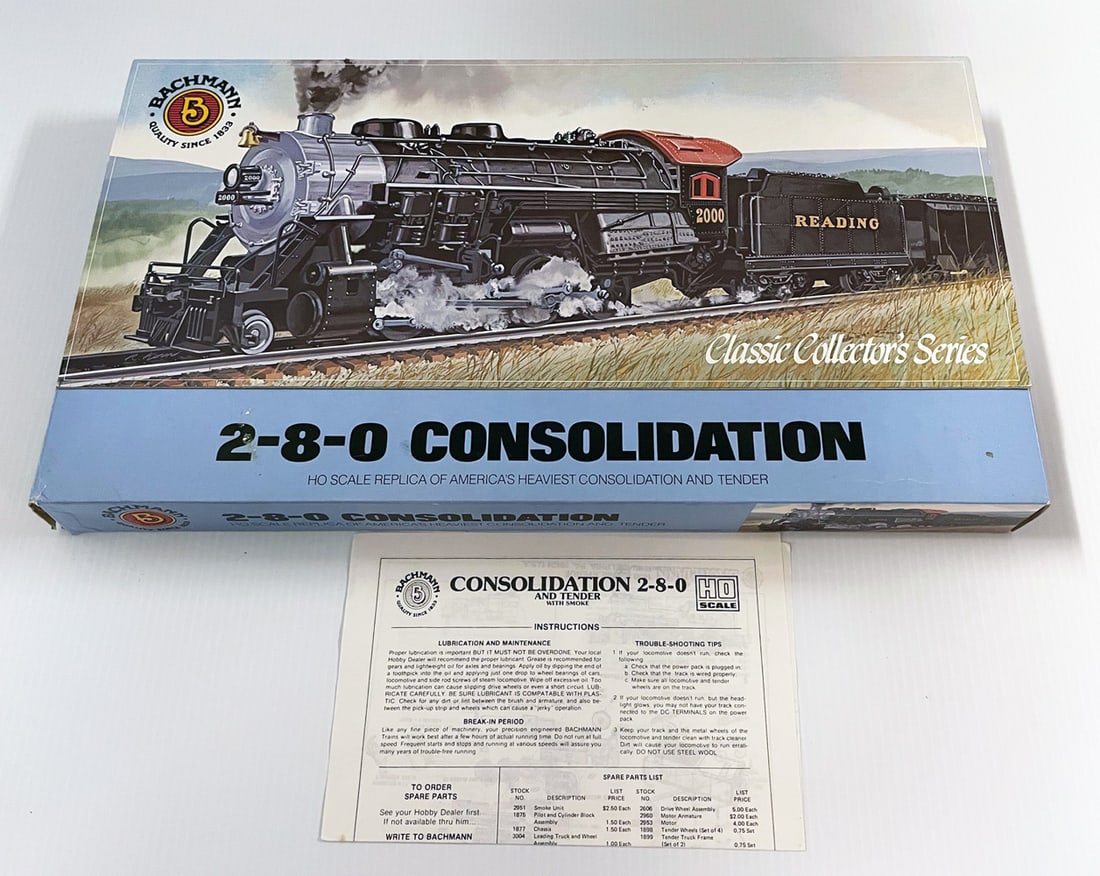 BACHMANN
B
QUALITY SINCE 1833
2000
2000
2000
READING
Classic Collector's Series
2-8-0 CONSOLIDATION
HO SCALE REPLICA OF AMERICA'S HEAVIEST CONSOLIDATION AND TENDER
BACHMANN
B
QUALITY SINCE 1833
2-8-0 CONSOLIDATION
HO SCALE REPLICA OF AMERICA'S HEAVIEST CONSOLIDATION AND TENDER
BACHMANN
B
QUALITY SINCE 1833
CONSOLIDATION 2-8-0
AND TENDER
WITH SMOKE
HO
SCALE
INSTRUCTIONS
LUBRICATION AND MAINTENANCE
Proper lubrication is important BUT IT MUST NOT BE OVERDONE. Your local
Hobby Dealer will recommend the proper lubricant. Grease is recommended for
gears and lightweight oil for axles and bearings. Apply oil by dipping the end of
a toothpick into the oil and applying just one drop to wheel bearings of cars,
locomotive and side rod screws of steam locomotive. Wipe off excessive oil. Too
much lubrication can cause slipping drive wheels or even a short circuit. LUB-
RICATE CAREFULLY. BE SURE LUBRICANT IS COMPATABLE WITH PLAS-
TIC. Check for any dirt or lint between the brush and armature, and also be-
tween the pick-up strip and wheels which can cause a "jerky" operation.
BREAK-IN PERIOD
Like any fine piece of machinery, your precision engineered BACHMANN
Trains will work best after a few hours of actual running time. Do not run at full
speed. Frequent starts and stops and running at various speeds will assure you
many years of trouble-free running.
TROUBLE-SHOOTING TIPS
1 If your locomotive doesn't run, check the
following:
a. Check that the power pack is plugged in;
b. Check that the track is wired properly;
c. Make sure all locomotive and tender
wheels are on the track
2 If your locomotive doesn't run, but the head-
light glows, you may not have your track con-
nected to the DC TERMINALS on the power
pack.
3 Keep your track and the metal wheels of the
locomotive and tender clean with track cleaner.
Dirt will cause your locomotive to run errati-
cally. DO NOT USE STEEL WOOL
TO ORDER
SPARE PARTS
See your Hobby Dealer first.
If not available thru him...
WRITE TO BACHMANN
SPARE PARTS LIST
STOCK NO. DESCRIPTION LIST PRICE STOCK NO. DESCRIPTION LIST PRICE
2951 Smoke Unit $2.50 Each 2606 Drive Wheel Assembly 5.00 Each
1875 Pilot and Cylinder Block 2960 Motor Armature $2.00 Each
Assembly 1.50 Each 2953 Motor 4.00 Each
1877 Chassis 1.50 Each 1898 Tender Wheels (Set of 4) 0.75 Set
3004 Leading Truck and Wheel 1899 Tender Truck Frame
Assembly 1.00 Each (Set of 2) 0.75 Set